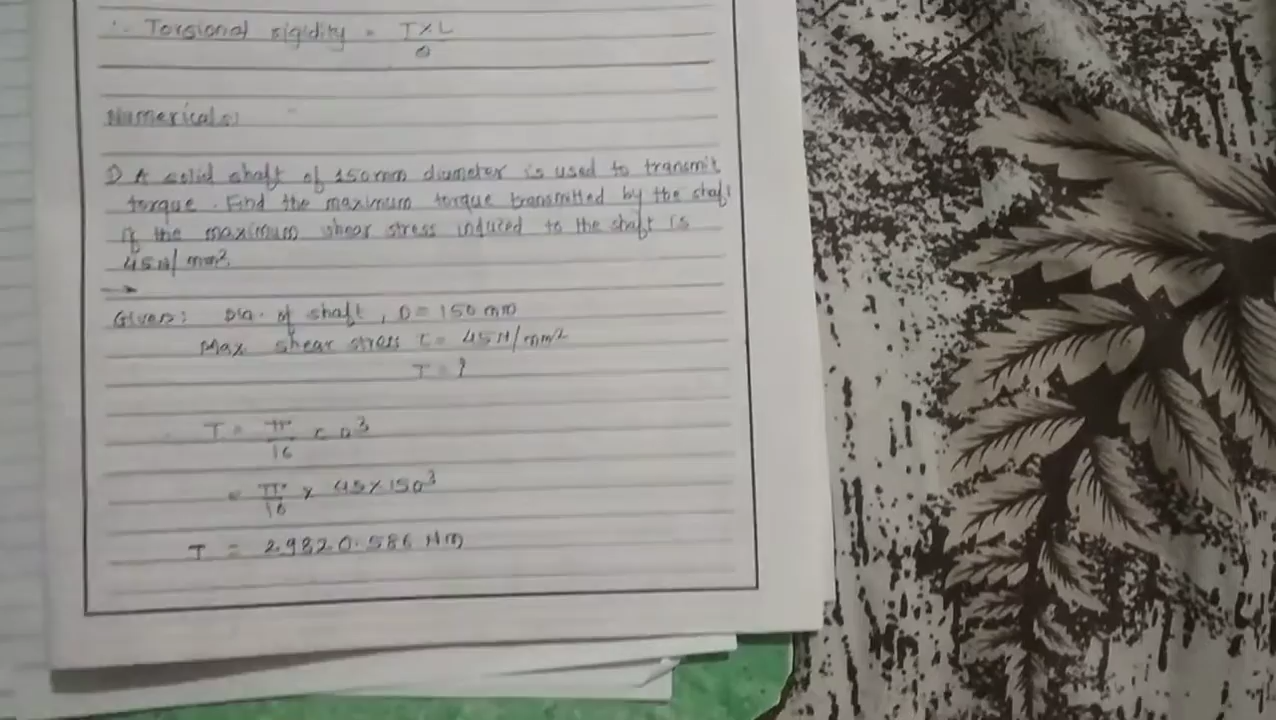 ∴ Torsional rigidity = T×L/θ
Numericals:
1) A solid shaft of 150mm diameter is used to transmit
torque. Find the maximum torque transmitted by the shaft
if the maximum shear stress induced to the shaft is
45N/mm²
→
Given: Dia. of shaft, D = 150 mm
Max. shear stress τ = 45N/mm²
T = ?
T = π/16 τ D³
= π/16 × 45×150³
T = 29820.586 Nm